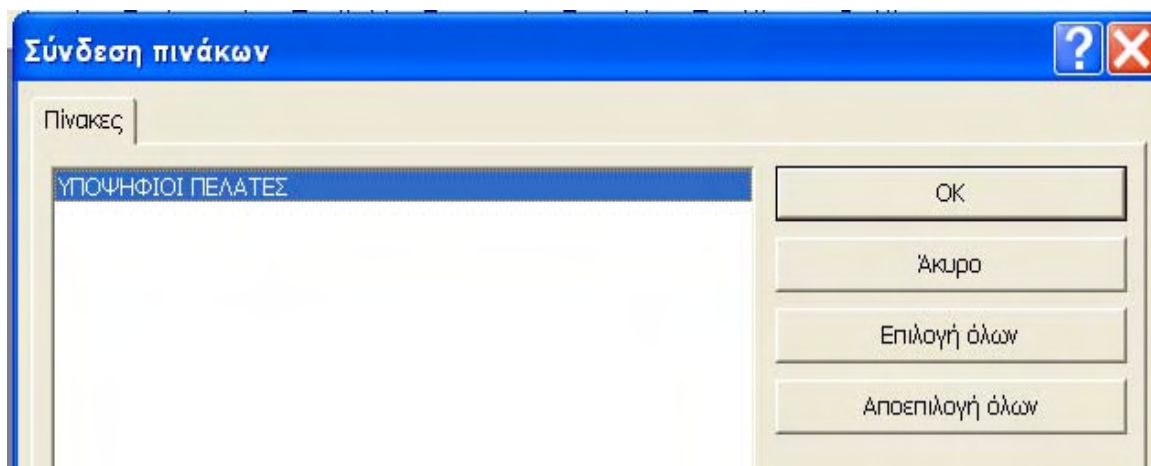 Σύνδεση πινάκων
?
Πίνακες
ΥΠΟΨΗΦΙΟΙ ΠΕΛΑΤΕΣ
OK
Άκυρο
Επιλογή όλων
Αποεπιλογή όλων